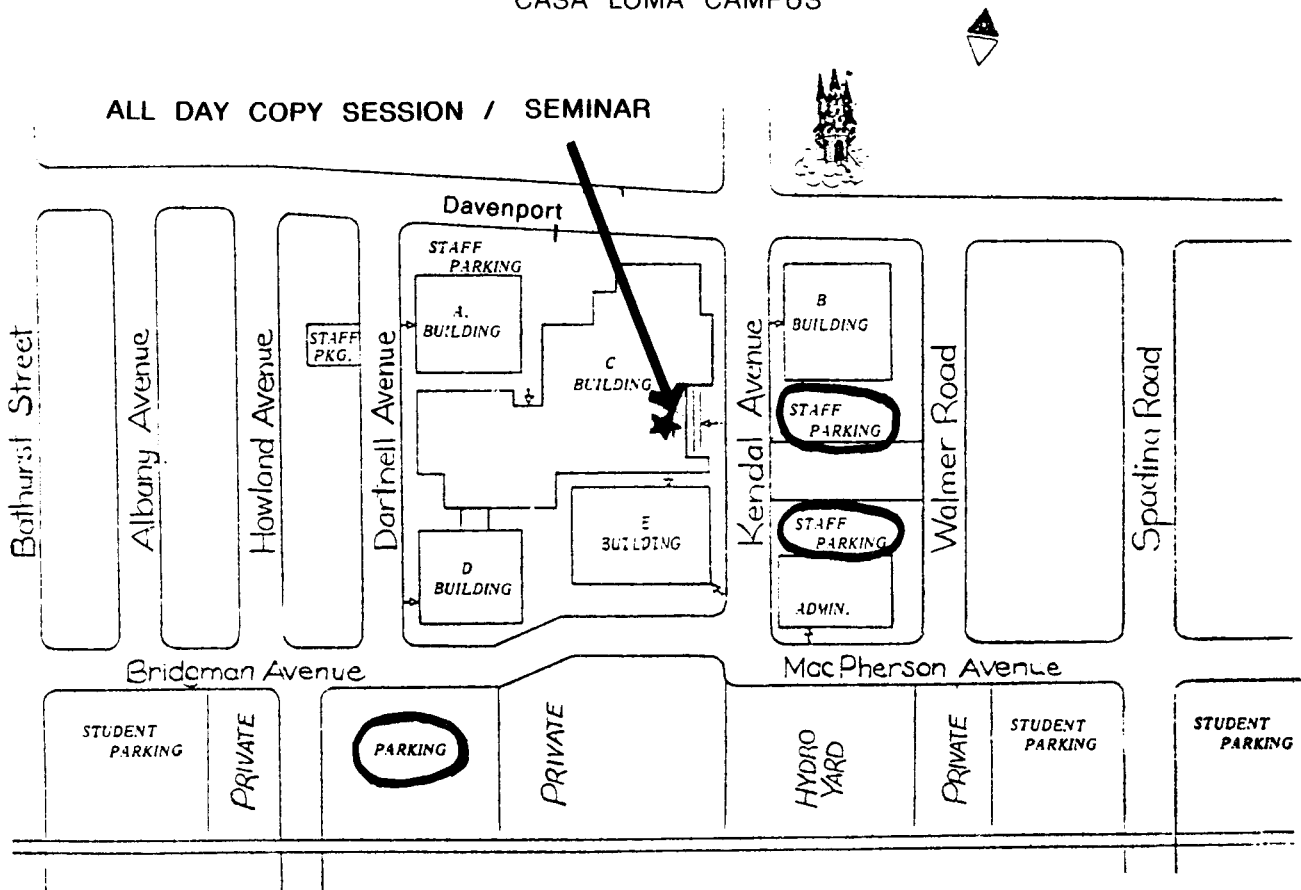 CASA LOMA CAMPUS
ALL DAY COPY SESSION / SEMINAR
Davenport
STAFF
PARKING
A.
BUILDING
B
BUILDING
STAFF
PKG.
C
BUILDING
STAFF
PARKING
Bathurst Street
Albany Avenue
Howland Avenue
Dartnell Avenue
Kendal Avenue
Walmer Road
Spadina Road
STAFF
PARKING
E
BUILDING
D
BUILDING
ADMIN.
Bridgman Avenue
MacPherson Avenue
STUDENT
PARKING
PRIVATE
PARKING
PRIVATE
HYDRO
YARD
PRIVATE
STUDENT
PARKING
STUDENT
PARKING